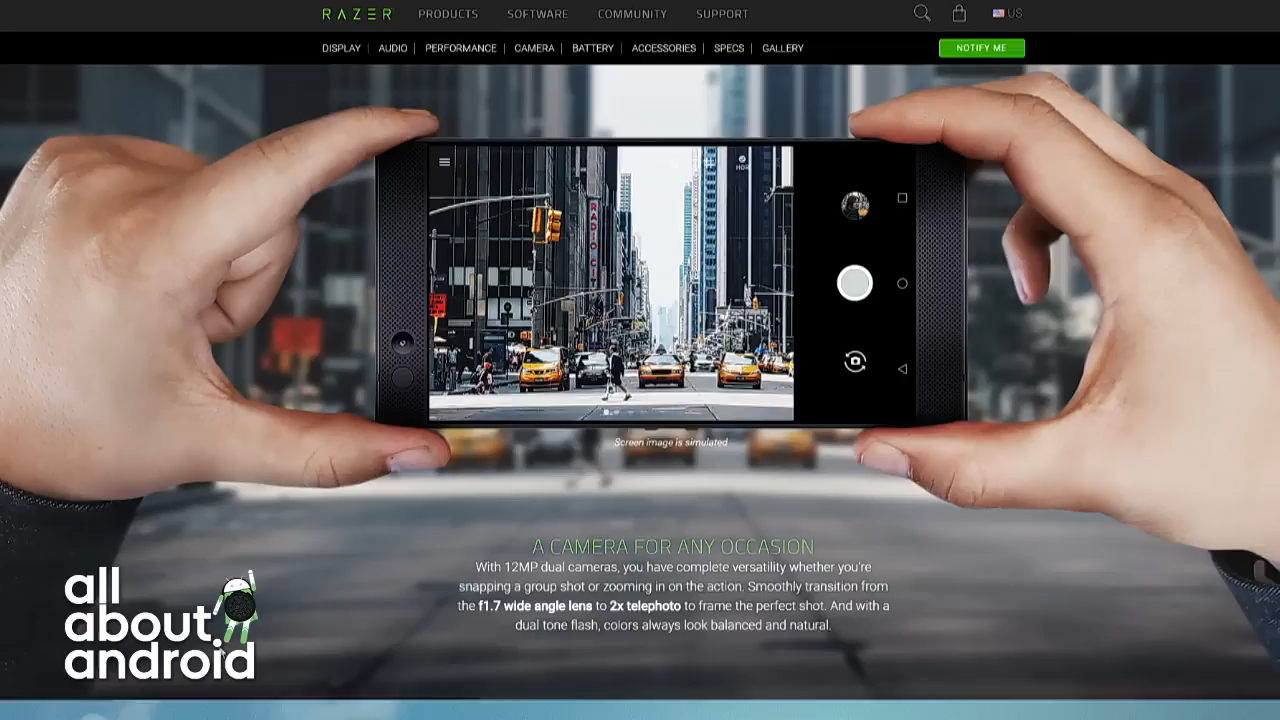 RAZER PRODUCTS SOFTWARE COMMUNITY SUPPORT US
DISPLAY AUDIO PERFORMANCE CAMERA BATTERY ACCESSORIES SPECS GALLERY NOTIFY ME
HDR
RADIO CITY
Screen image is simulated
A CAMERA FOR ANY OCCASION
With 12MP dual cameras, you have complete versatility whether you're
snapping a group shot or zooming in on the action. Smoothly transition from
the f1.7 wide angle lens to 2x telephoto to frame the perfect shot. And with a
dual tone flash, colors always look balanced and natural.
all
about
android